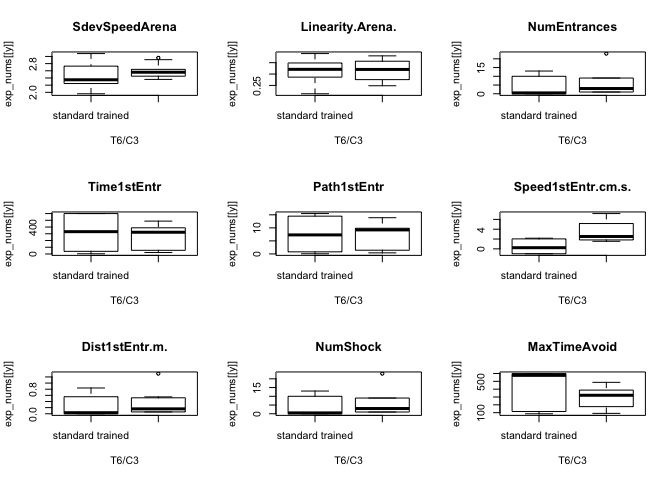 SdevSpeedArena
exp_nums[[y]]
2.0 2.8
standard trained
T6/C3
Linearity.Arena.
exp_nums[[y]]
0.25
standard trained
T6/C3
NumEntrances
exp_nums[[y]]
0 15
standard trained
T6/C3
Time1stEntr
exp_nums[[y]]
0 400
standard trained
T6/C3
Path1stEntr
exp_nums[[y]]
0 10
standard trained
T6/C3
Speed1stEntr.cm.s.
exp_nums[[y]]
0 4
standard trained
T6/C3
Dist1stEntr.m.
exp_nums[[y]]
0.0 0.8
standard trained
T6/C3
NumShock
exp_nums[[y]]
0 15
standard trained
T6/C3
MaxTimeAvoid
exp_nums[[y]]
100 500
standard trained
T6/C3